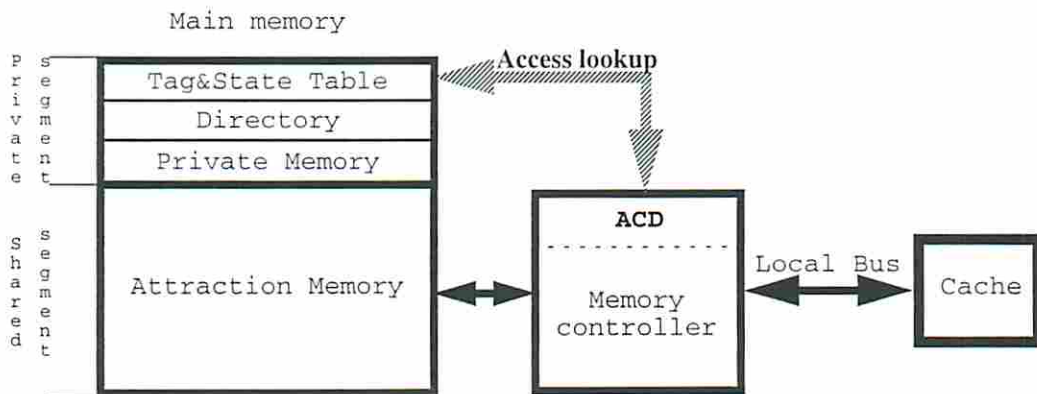 Main memory
Private
segment
Tag&State Table
Directory
Private Memory
Access lookup
Shared
segment
Attraction Memory
ACD
Memory
controller
Local Bus
Cache